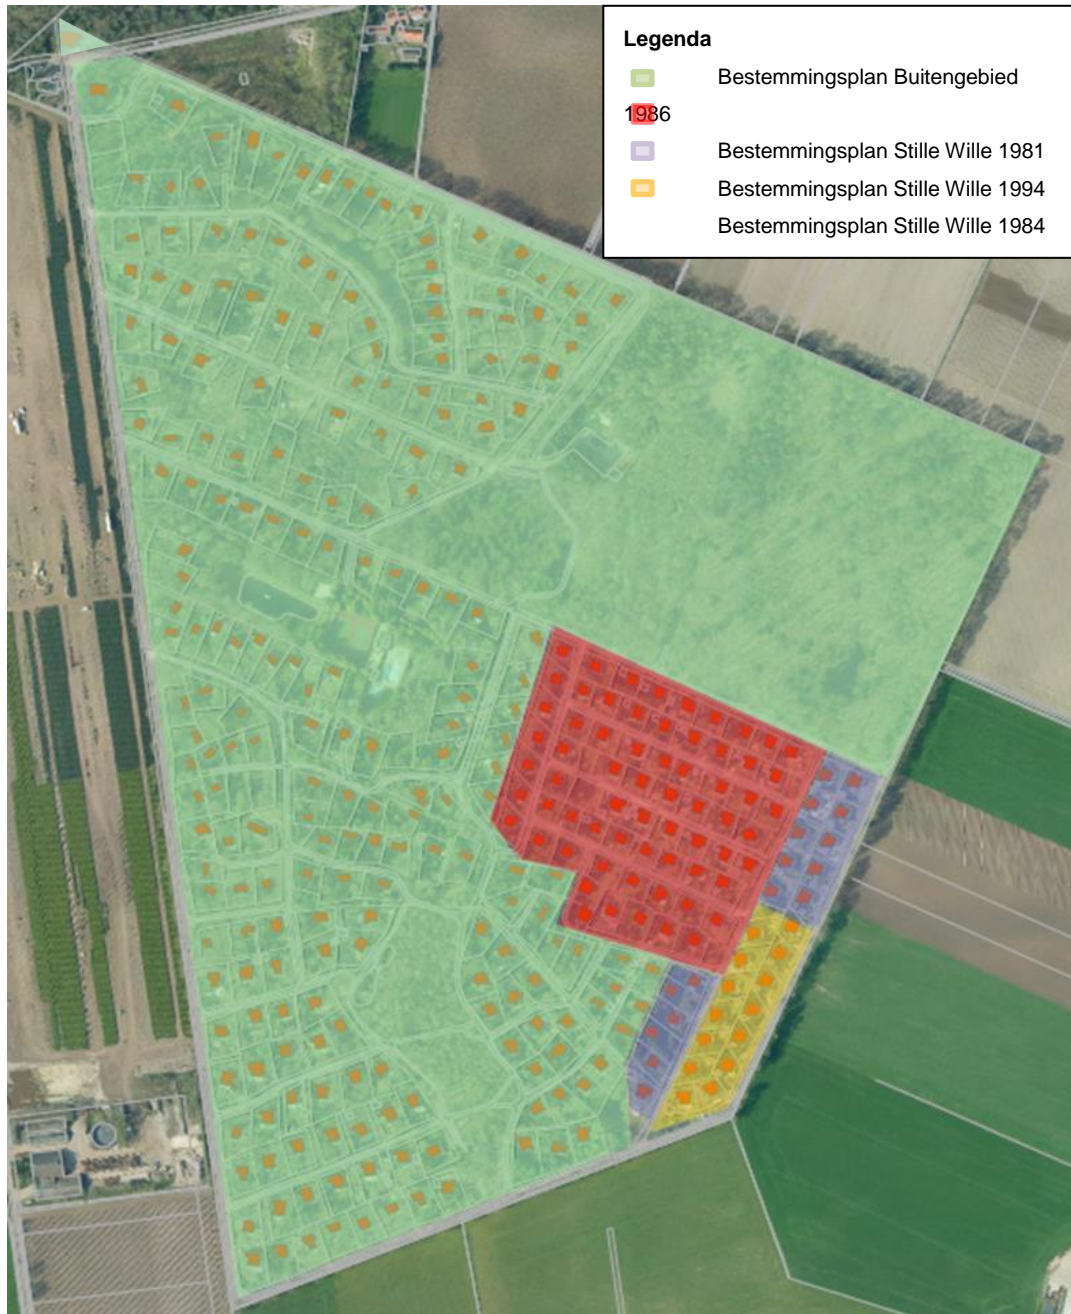 Legenda
Bestemmingsplan Buitengebied
1986
Bestemmingsplan Stille Wille 1981
Bestemmingsplan Stille Wille 1994
Bestemmingsplan Stille Wille 1984